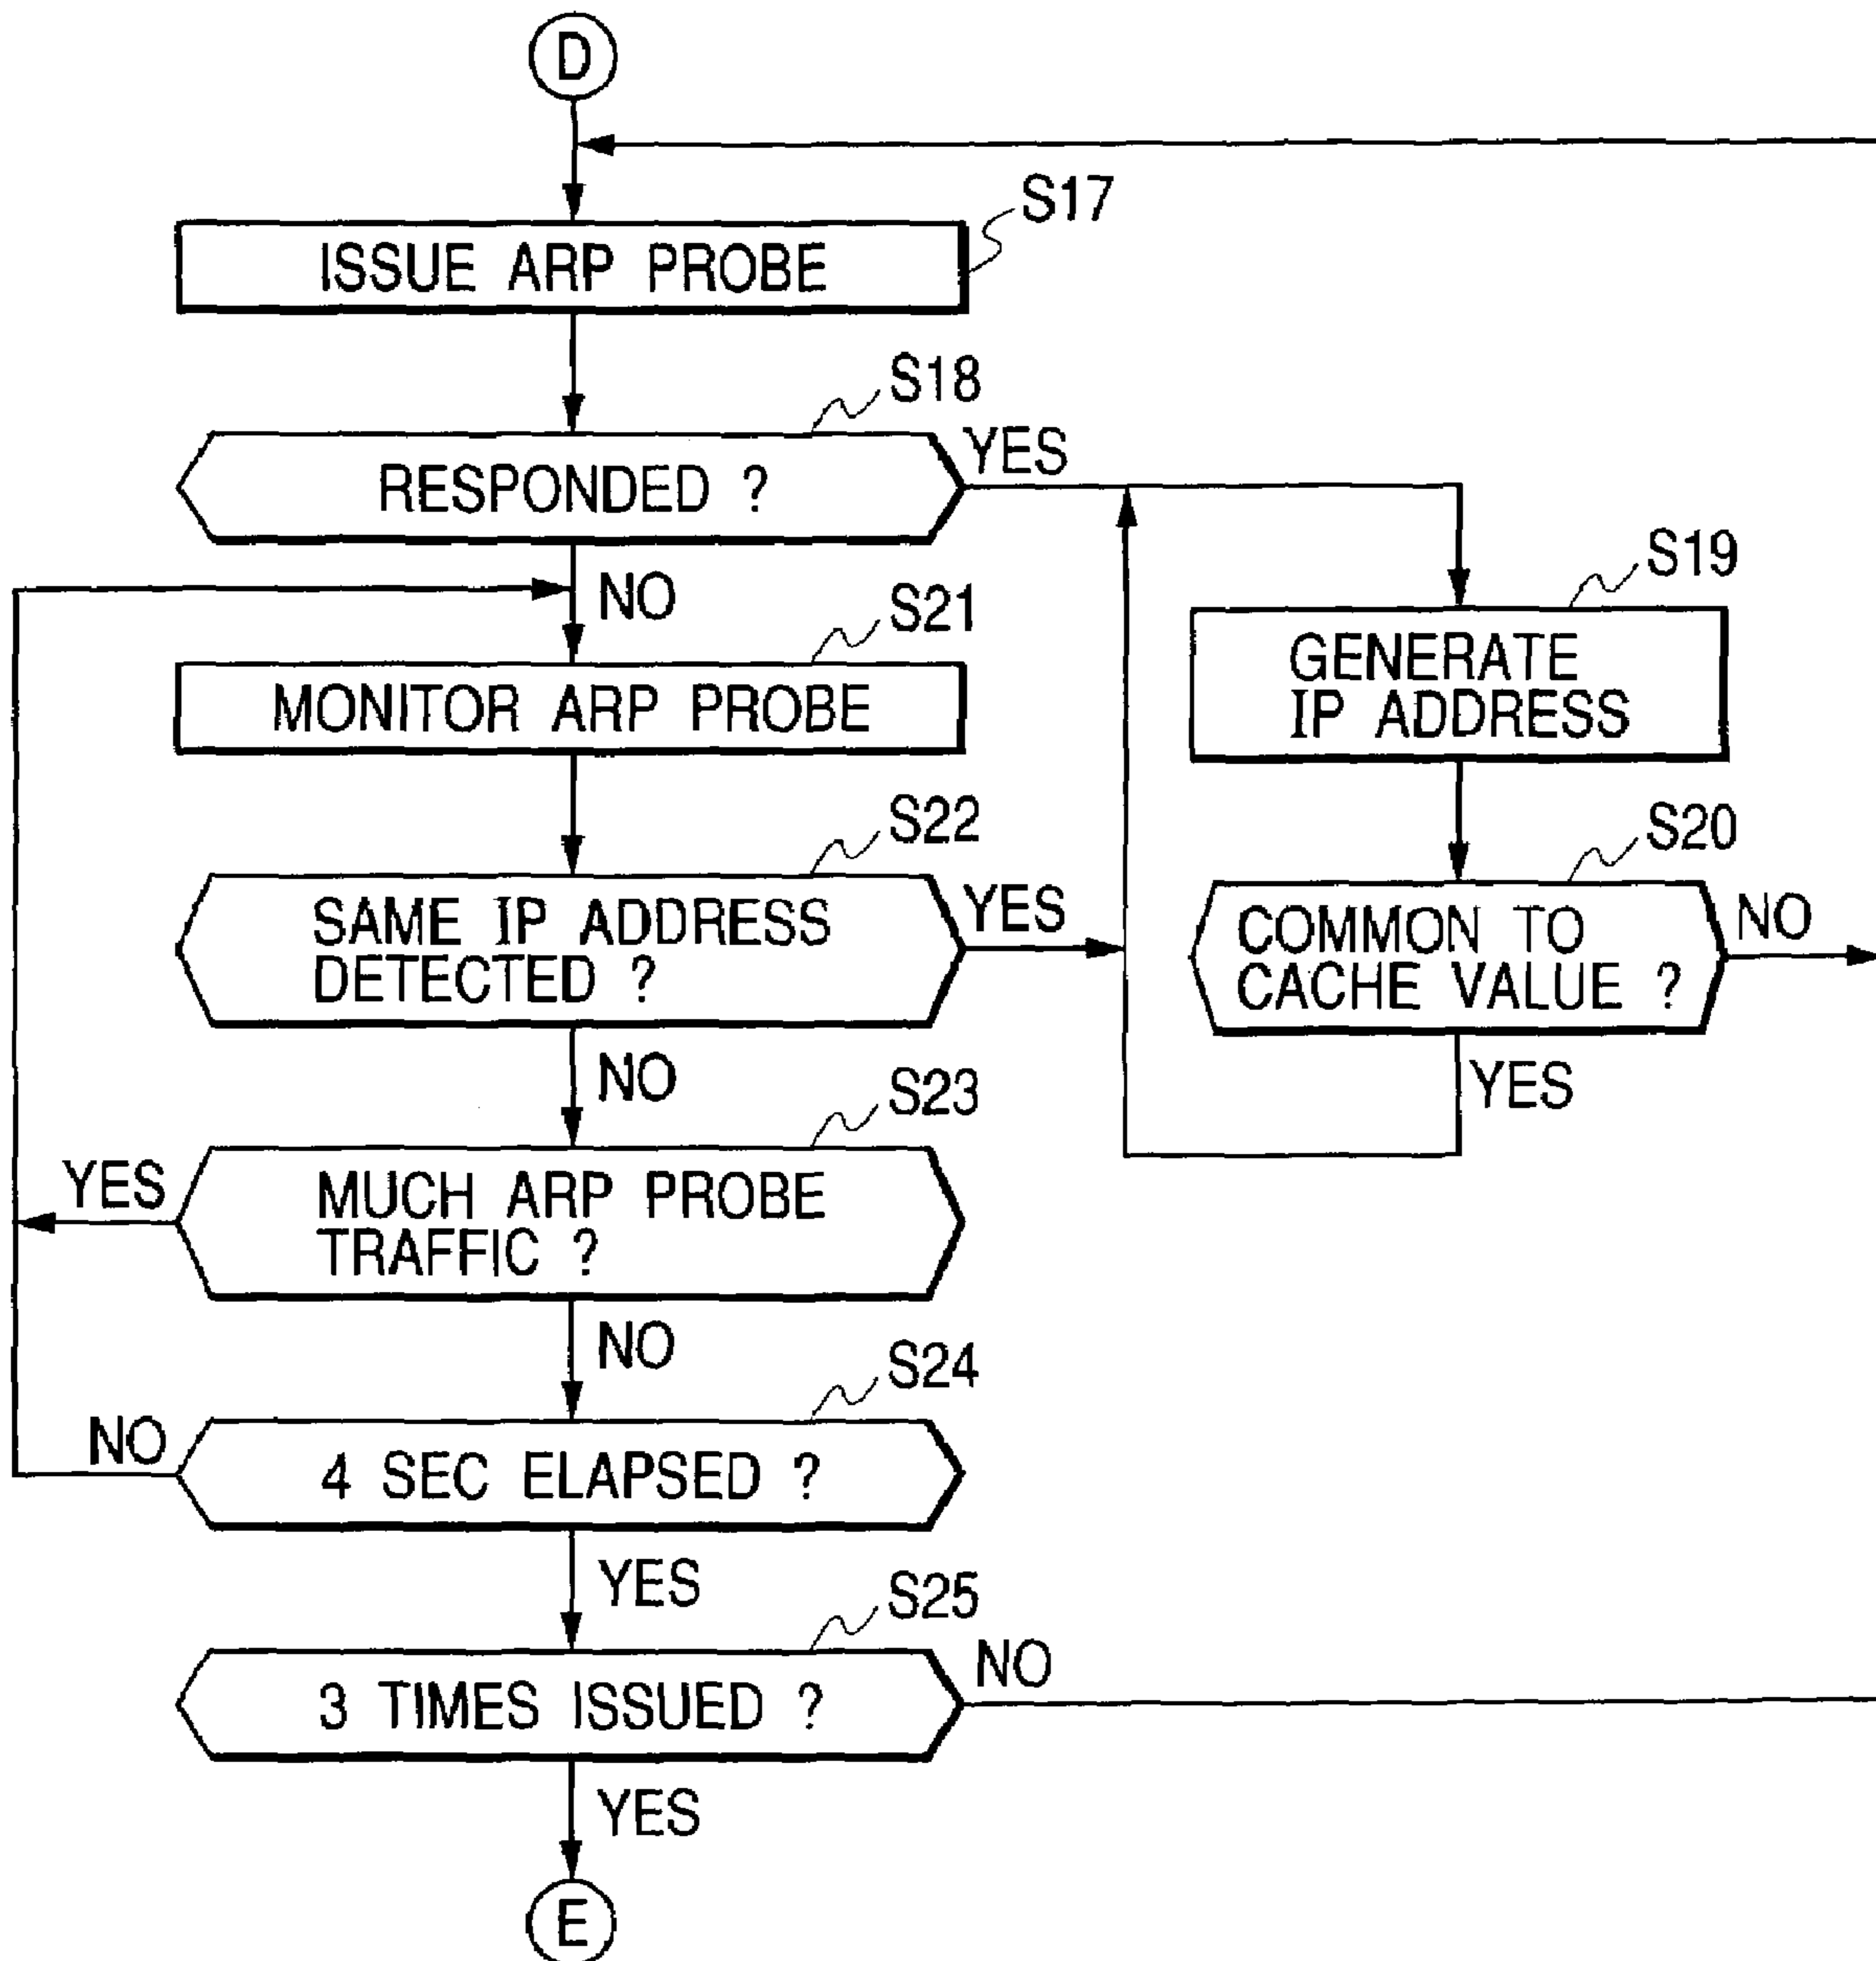 D
S17
ISSUE ARP PROBE
S18
RESPONDED ?
YES
NO
S19
GENERATE
IP ADDRESS
S21
MONITOR ARP PROBE
S20
COMMON TO
CACHE VALUE ?
NO
YES
S22
SAME IP ADDRESS
DETECTED ?
YES
NO
S23
MUCH ARP PROBE
TRAFFIC ?
YES
NO
S24
4 SEC ELAPSED ?
NO
YES
S25
3 TIMES ISSUED ?
NO
YES
E